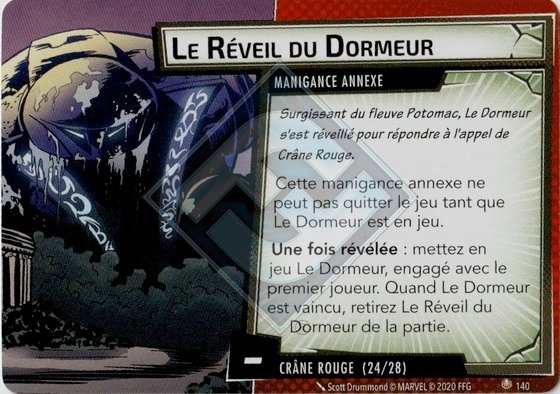 LE RÉVEIL DU DORMEUR
MANIGANCE ANNEXE
Surgissant du fleuve Potomac, Le Dormeur
s'est réveillé pour répondre à l'appel de
Crâne Rouge.
Cette manigance annexe ne
peut pas quitter le jeu tant que
Le Dormeur est en jeu.
Une fois révélée : mettez en
jeu Le Dormeur, engagé avec le
premier joueur. Quand Le Dormeur
est vaincu, retirez Le Réveil du
Dormeur de la partie.
–
CRÂNE ROUGE (24/28)
Scott Drummond © MARVEL © 2020 FFG 140